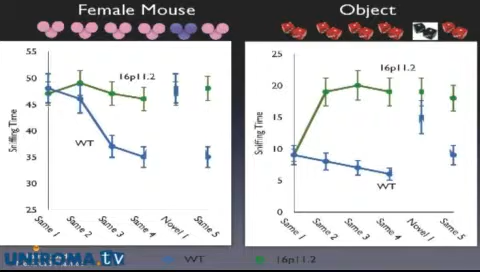 Female Mouse
Object
55
50
45
40
35
30
25
Sniffing Time
16p11.2
WT
Same 1
Same 2
Same 3
Same 4
Novel 1
Same 5
25
20
15
10
5
0
Sniffing Time
16p11.2
WT
Same 1
Same 2
Same 3
Same 4
Novel 1
Same 5
UNIROMA.TV
WT
16p11.2